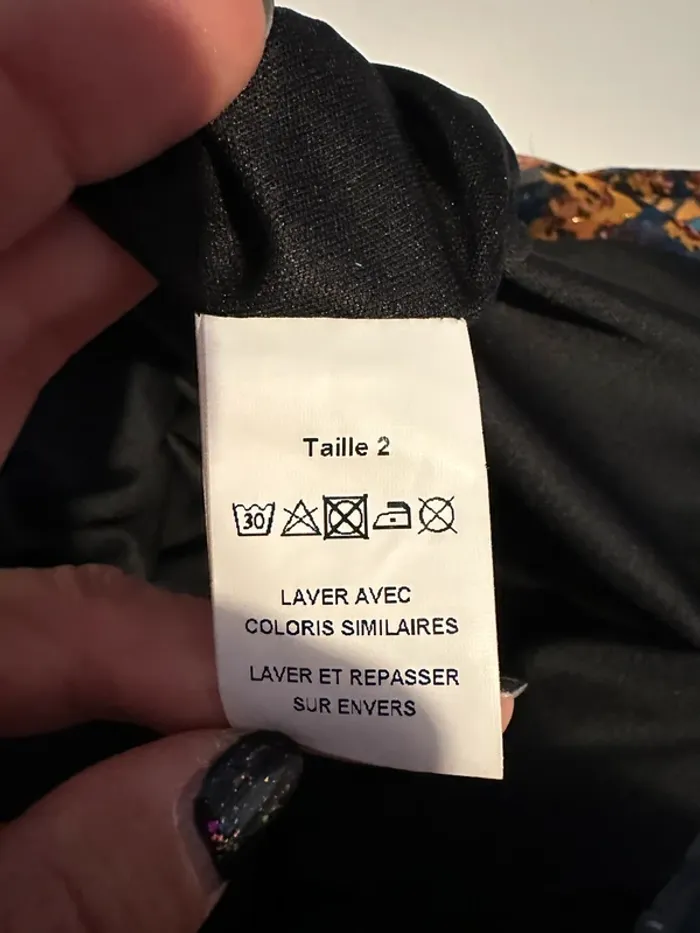 Taille 2
30
LAVER AVEC
COLORIS SIMILAIRES
LAVER ET REPASSER
SUR ENVERS